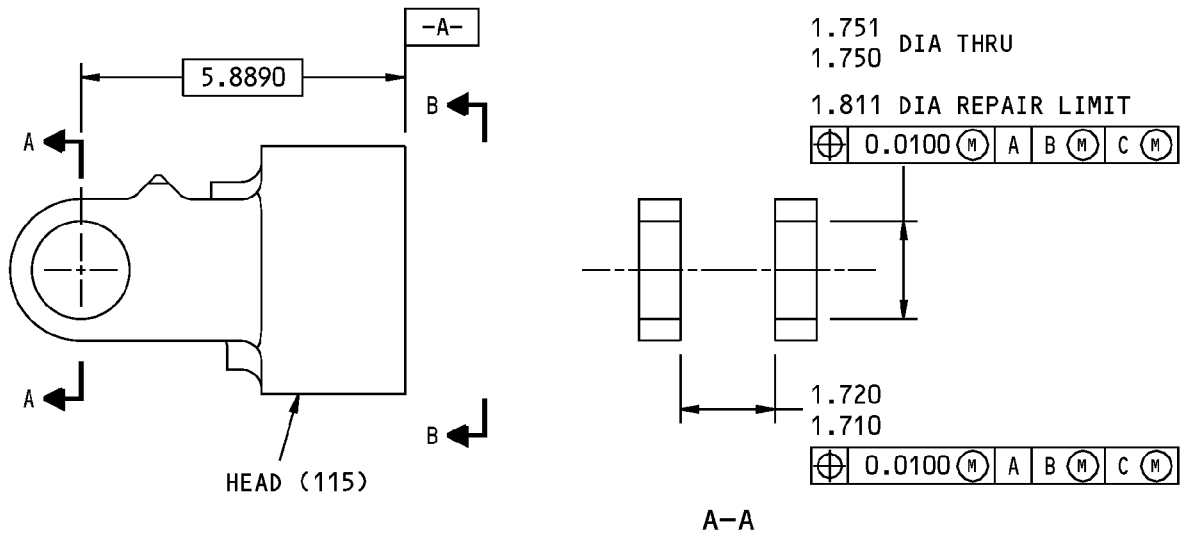 -A-
5.8890
B
A
A
B
HEAD (115)
1.751
1.750 DIA THRU
1.811 DIA REPAIR LIMIT
⌖ 0.0100 Ⓜ A B Ⓜ C Ⓜ
1.720
1.710
⌖ 0.0100 Ⓜ A B Ⓜ C Ⓜ
A-A